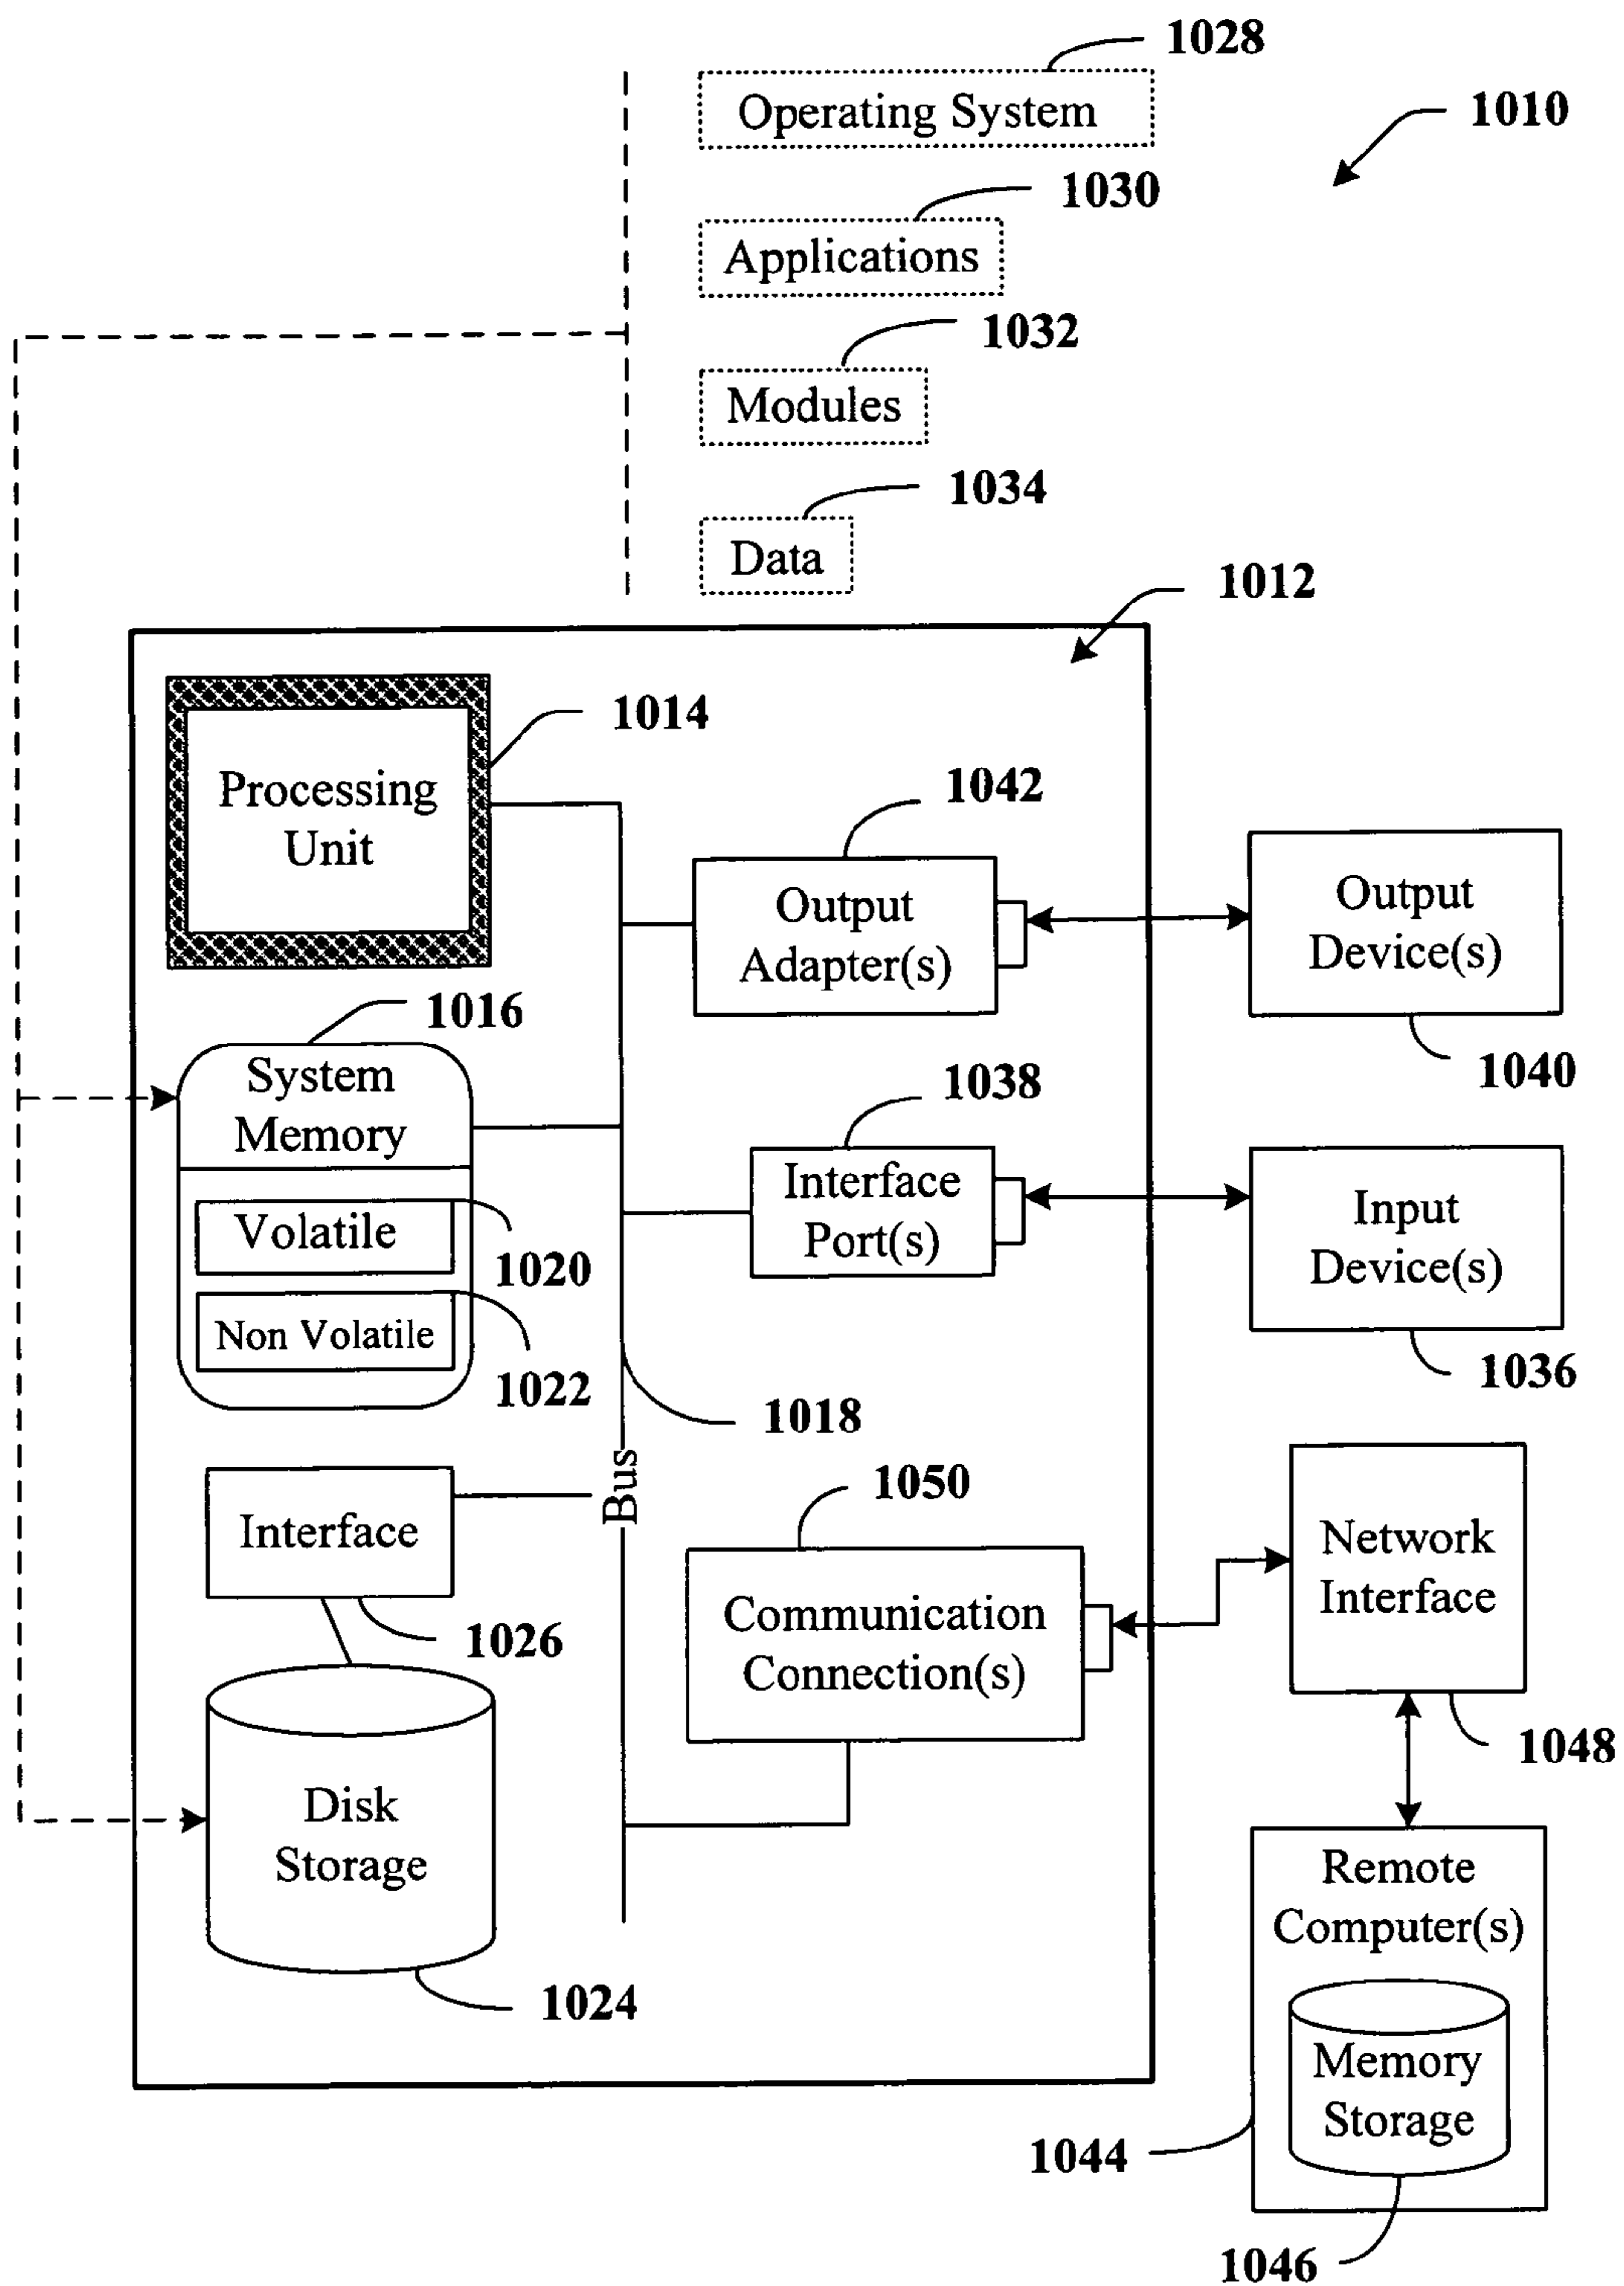 1028
Operating System
1010
1030
Applications
1032
Modules
1034
Data
1012
1014
Processing
Unit
1042
Output
Adapter(s)
Output
Device(s)
1040
1016
System
Memory
1038
Interface
Port(s)
Input
Device(s)
1036
Volatile
1020
Non Volatile
1022
1018
Bus
Interface
1026
1050
Communication
Connection(s)
Network
Interface
1048
Disk
Storage
1024
Remote
Computer(s)
Memory
Storage
1044
1046